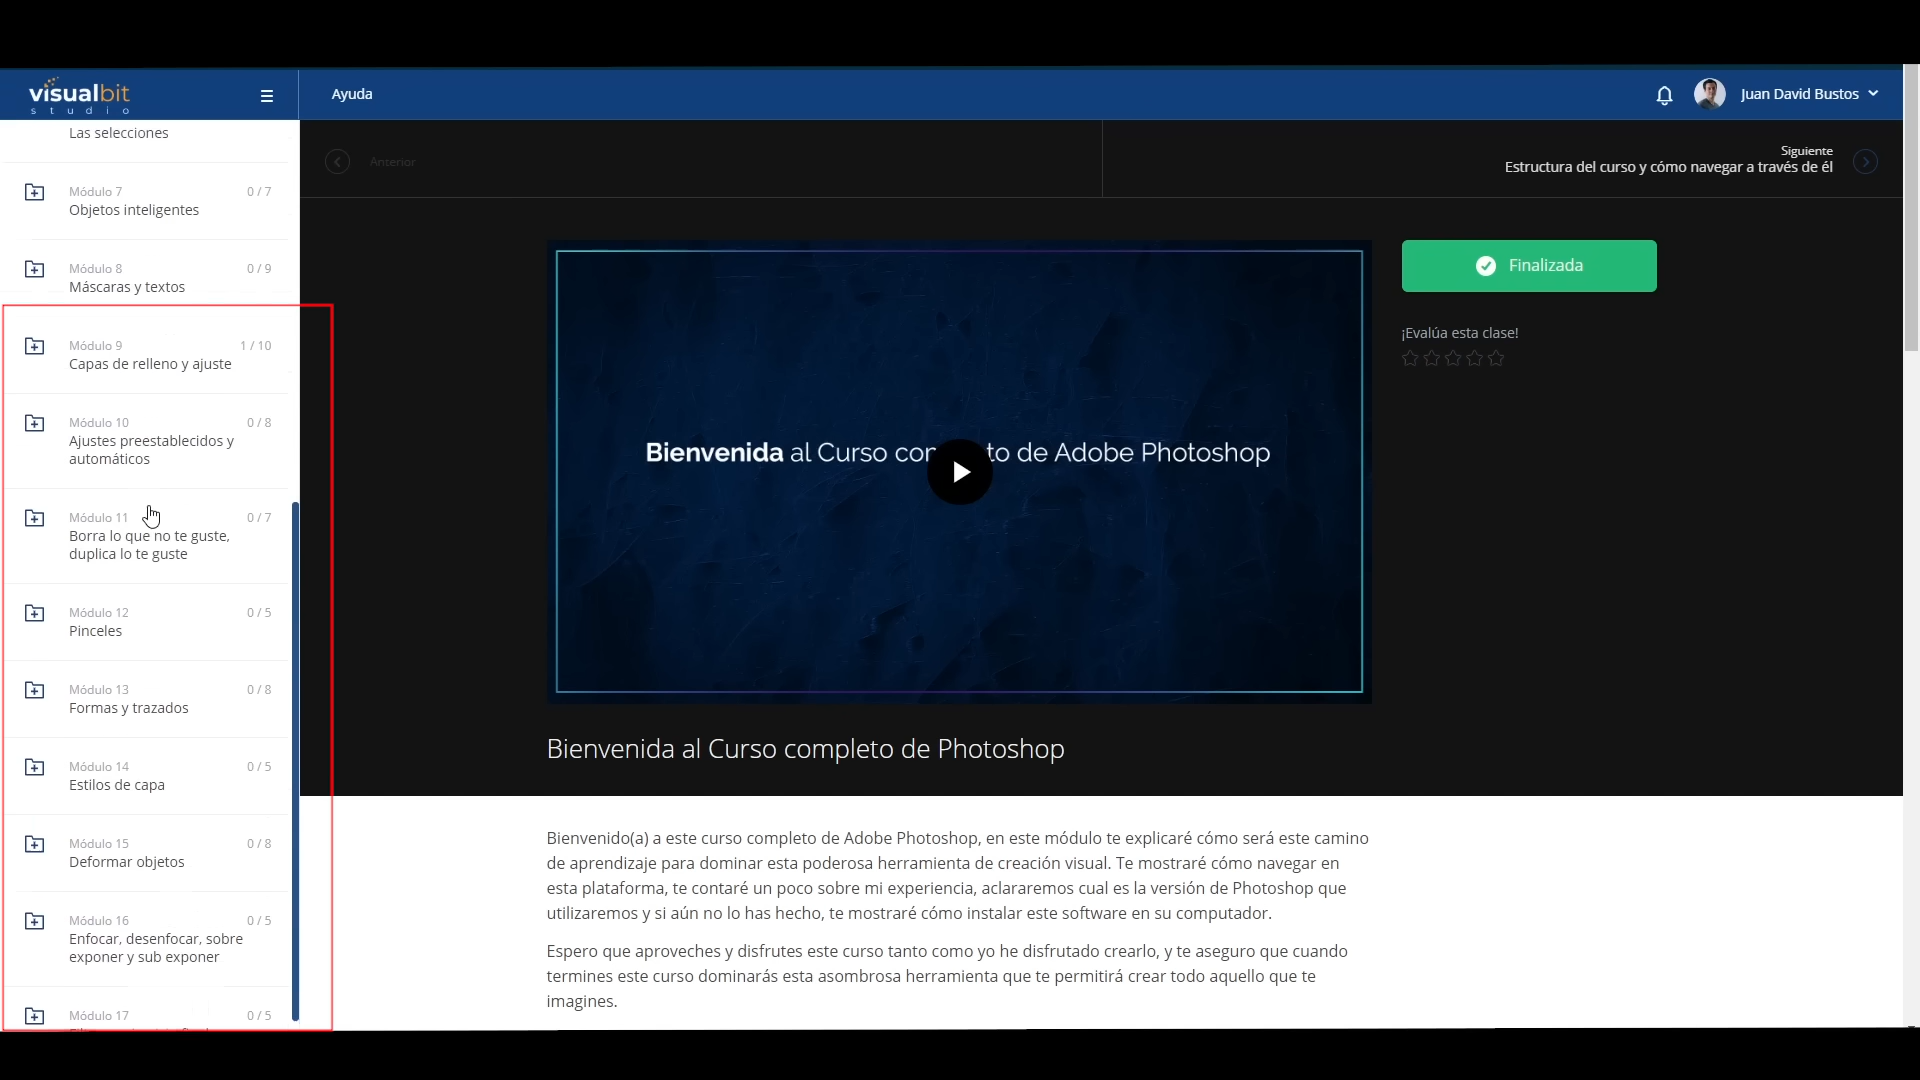 visualbit
studio
Ayuda
Juan David Bustos
Las selecciones
Módulo 7
0 / 7
Objetos inteligentes
Módulo 8
0 / 9
Máscaras y textos
Módulo 9
1 / 10
Capas de relleno y ajuste
Módulo 10
0 / 8
Ajustes preestablecidos y
automáticos
Módulo 11
0 / 7
Borra lo que no te guste,
duplica lo te guste
Módulo 12
0 / 5
Pinceles
Módulo 13
0 / 8
Formas y trazados
Módulo 14
0 / 5
Estilos de capa
Módulo 15
0 / 8
Deformar objetos
Módulo 16
0 / 5
Enfocar, desenfocar, sobre
exponer y sub exponer
Módulo 17
0 / 5
Anterior
Siguiente
Estructura del curso y cómo navegar a través de él
Bienvenida al Curso de Adobe Photoshop
Finalizada
¡Evalúa esta clase!
Bienvenida al Curso completo de Photoshop
Bienvenido(a) a este curso completo de Adobe Photoshop, en este módulo te explicaré cómo será este camino
de aprendizaje para dominar esta poderosa herramienta de creación visual. Te mostraré cómo navegar en
esta plataforma, te contaré un poco sobre mi experiencia, aclararemos cual es la versión de Photoshop que
utilizaremos y si aún no lo has hecho, te mostraré cómo instalar este software en su computador.
Espero que aproveches y disfrutes este curso tanto como yo he disfrutado crearlo, y te aseguro que cuando
termines este curso dominarás esta asombrosa herramienta que te permitirá crear todo aquello que te
imagines.